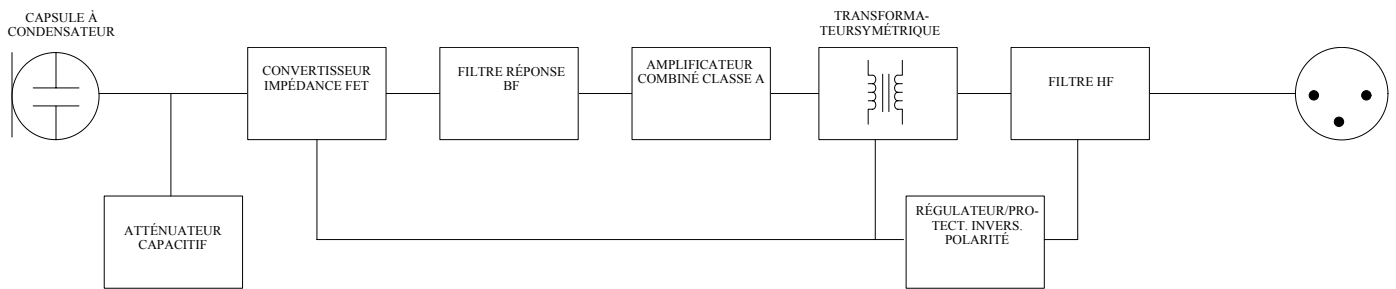 CAPSULE À
CONDENSATEUR
CONVERTISSEUR
IMPÉDANCE FET
FILTRE RÉPONSE
BF
AMPLIFICATEUR
COMBINÉ CLASSE A
TRANSFORMA-
TEURSYMÉTRIQUE
FILTRE HF
ATTÉNUATEUR
CAPACITIF
RÉGULATEUR/PRO-
TECT. INVERS.
POLARITÉ